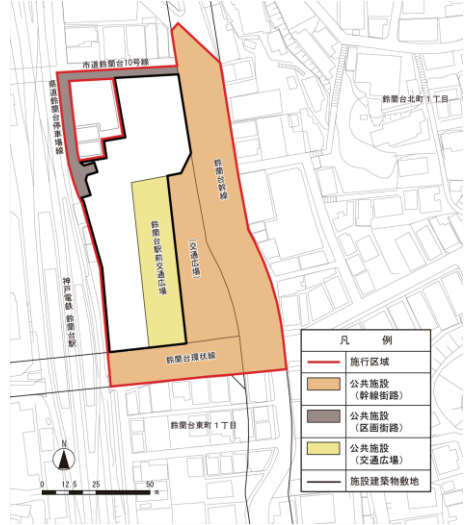 市道鈴蘭台10号線
県道鈴蘭台停車場線
鈴蘭台北町1丁目
鈴蘭台幹線
(交通広場)
鈴蘭台駅前交通広場
神戸電鉄 鈴蘭台駅
鈴蘭台環状線
鈴蘭台東町1丁目
N
0 12.5 25 50
m
凡 例
施行区域
公共施設
(幹線街路)
公共施設
(区画街路)
公共施設
(交通広場)
施設建築物敷地